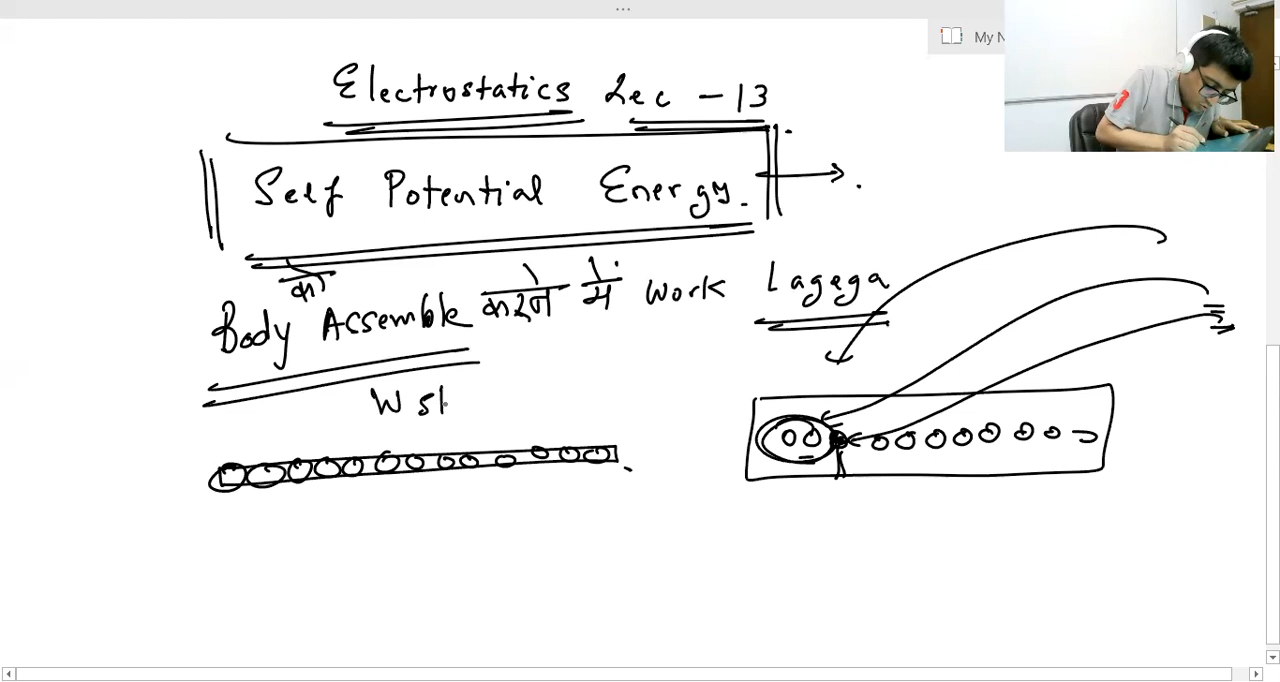 My N
Electrostatics Lec - 13
Self Potential Energy.
Body Assemble करने में work Lagega
W sl